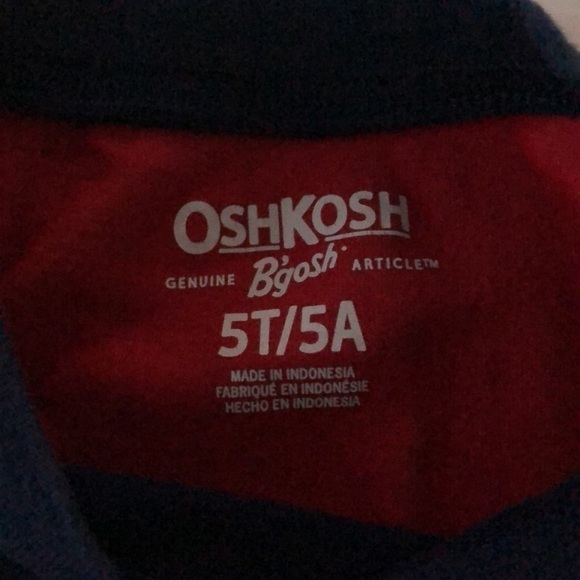 OSHKOSH
GENUINE B'gosh ARTICLE™
5T/5A
MADE IN INDONESIA
FABRIQUÉ EN INDONÉSIE
HECHO EN INDONESIA